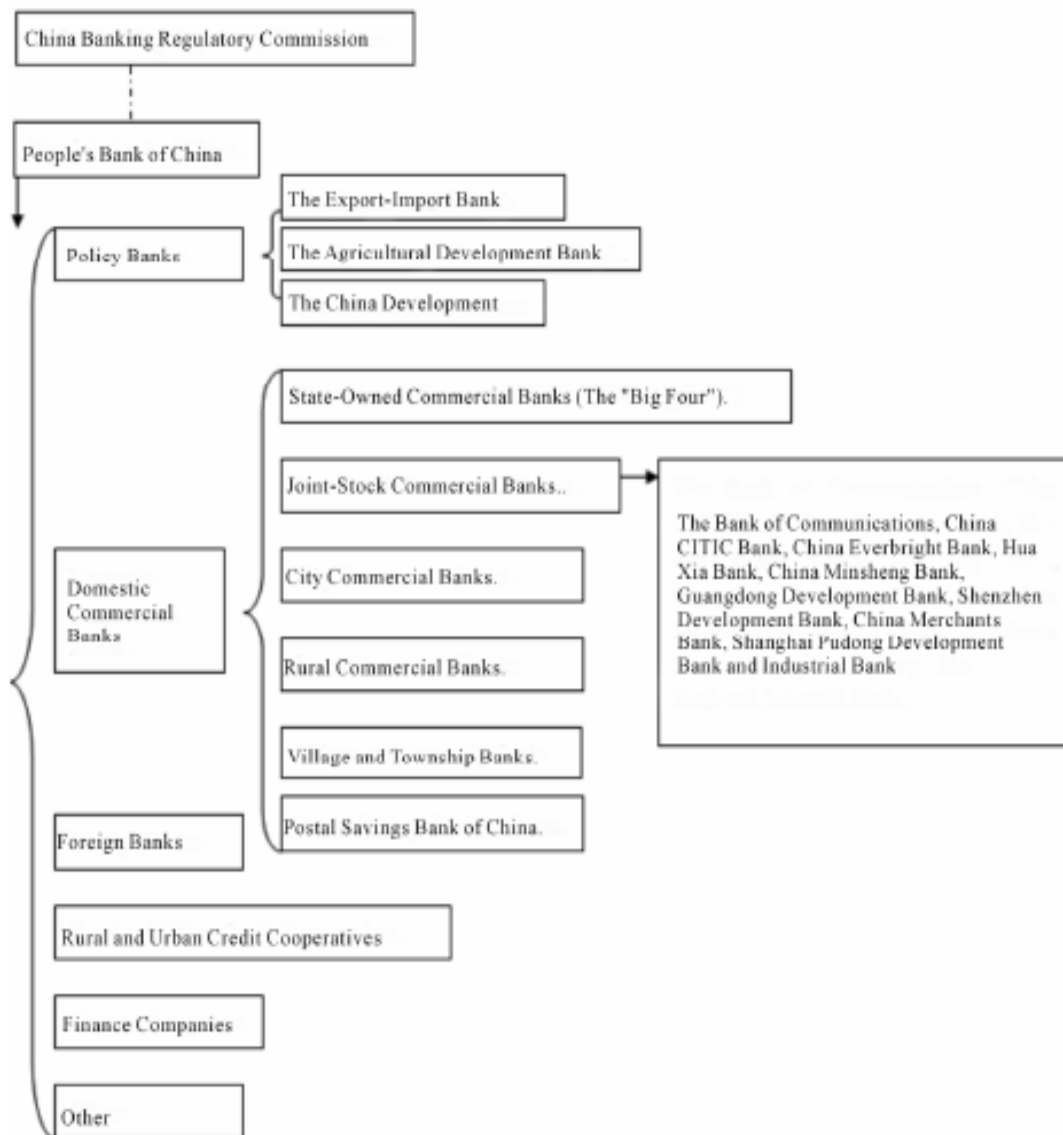 China Banking Regulatory Commission
People's Bank of China
The Export-Import Bank
Policy Banks
The Agricultural Development Bank
The China Development
State-Owned Commercial Banks (The "Big Four").
Joint-Stock Commercial Banks..
The Bank of Communications, China
CITIC Bank, China Everbright Bank, Hua
Xia Bank, China Minsheng Bank,
Guangdong Development Bank, Shenzhen
Development Bank, China Merchants
Bank, Shanghai Pudong Development
Bank and Industrial Bank
City Commercial Banks.
Domestic
Commercial
Banks
Rural Commercial Banks.
Village and Township Banks.
Postal Savings Bank of China.
Foreign Banks
Rural and Urban Credit Cooperatives
Finance Companies
Other